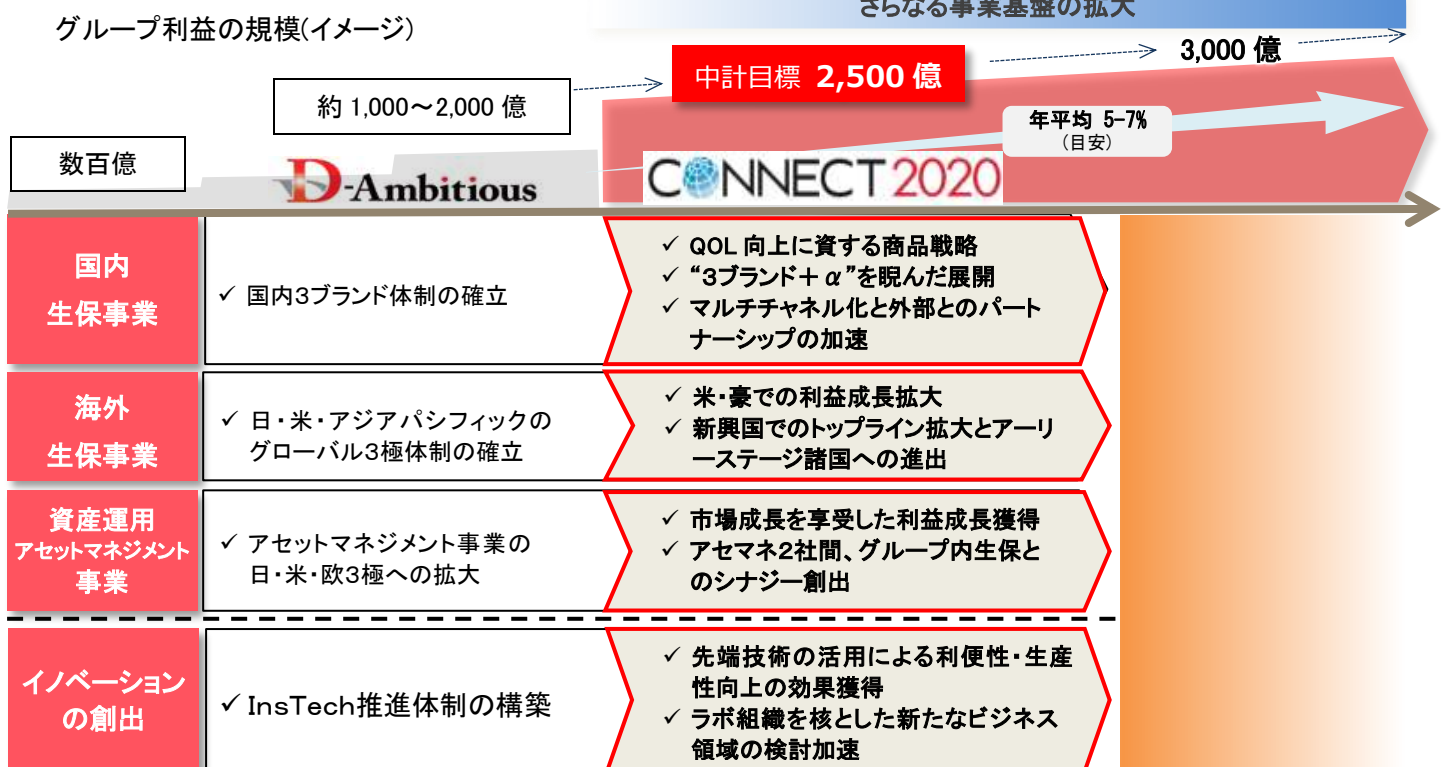 さらなる事業基盤の拡大
グループ利益の規模(イメージ)
3,000 億
中計目標 2,500 億
約 1,000～2,000 億
年平均 5-7%
(目安)
数百億
D-Ambitious
CONNECT 2020
国内
生保事業
✓ 国内3ブランド体制の確立
✓ QOL 向上に資する商品戦略
✓ “3ブランド＋α”を睨んだ展開
✓ マルチチャネル化と外部とのパート
ナーシップの加速
海外
生保事業
✓ 日・米・アジアパシフィックの
グローバル3極体制の確立
✓ 米・豪での利益成長拡大
✓ 新興国でのトップライン拡大とアーリ
ーステージ諸国への進出
資産運用
アセットマネジメント
事業
✓ アセットマネジメント事業の
日・米・欧3極への拡大
✓ 市場成長を享受した利益成長獲得
✓ アセマネ2社間、グループ内生保と
のシナジー創出
イノベーション
の創出
✓ InsTech推進体制の構築
✓ 先端技術の活用による利便性・生産
性向上の効果獲得
✓ ラボ組織を核とした新たなビジネス
領域の検討加速